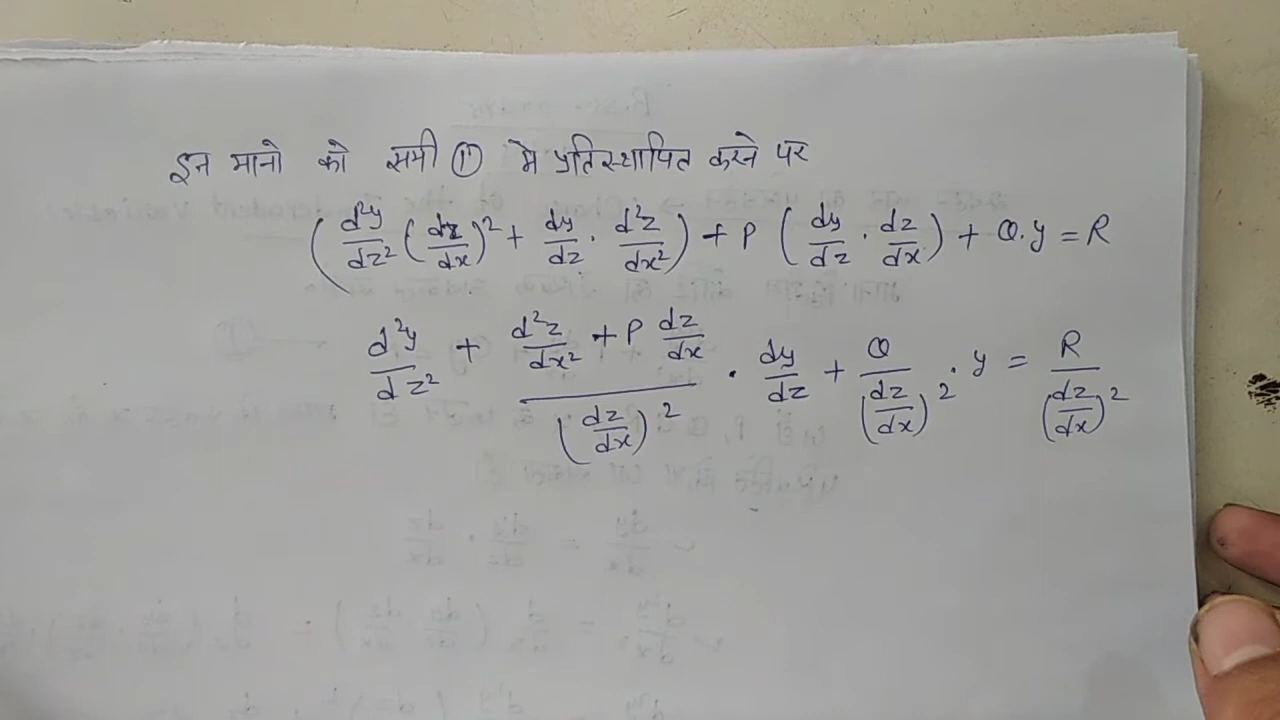 इन मानो को समी ① मे प्रतिस्थापित करने पर
(d²y/dz² (dz/dx)² + dy/dz · d²z/dx²) + P (dy/dz · dz/dx) + Q·y = R
d²y/dz² + (d²z/dx² + P dz/dx)/(dz/dx)² · dy/dz + Q/(dz/dx)² · y = R/(dz/dx)²